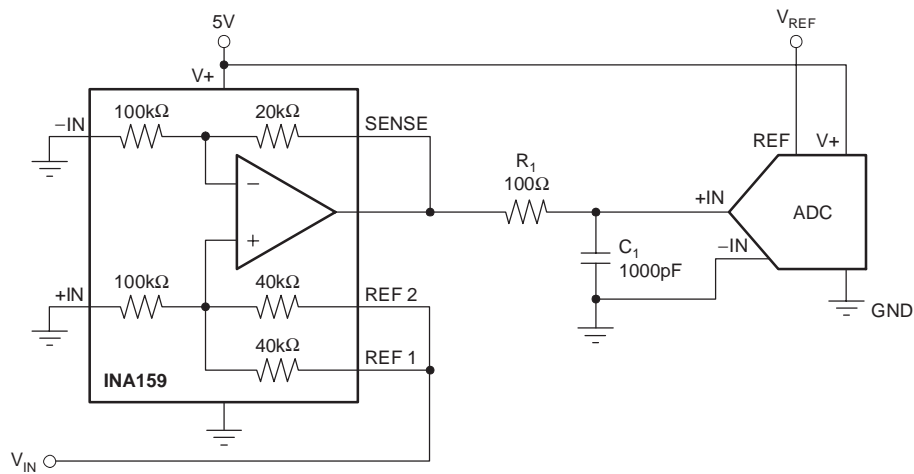 5V
V+
VREF
−IN
100kΩ
20kΩ
SENSE
−
+
+IN
100kΩ
40kΩ
REF 2
40kΩ
REF 1
INA159
VIN
R1
100Ω
C1
1000pF
REF
V+
+IN
ADC
−IN
GND